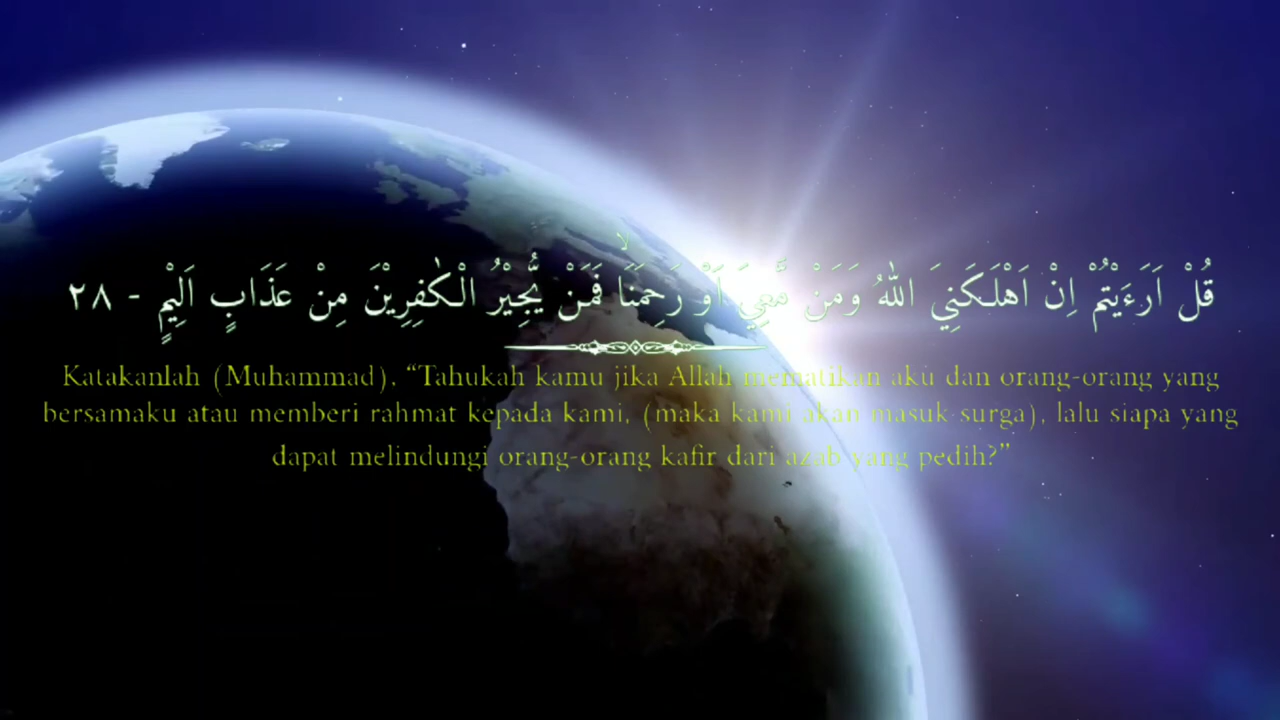 قُلْ اَرَءَيْتُمْ اِنْ اَهْلَكَنِيَ اللّٰهُ وَمَنْ مَّعِيَ اَوْ رَحِمَنَاۙ فَمَنْ يُّجِيْرُ الْكٰفِرِيْنَ مِنْ عَذَابٍ اَلِيْمٍ - ٢٨
Katakanlah (Muhammad), “Tahukah kamu jika Allah mematikan aku dan orang-orang yang
bersamaku atau memberi rahmat kepada kami, (maka kami akan masuk surga), lalu siapa yang
dapat melindungi orang-orang kafir dari azab yang pedih?”